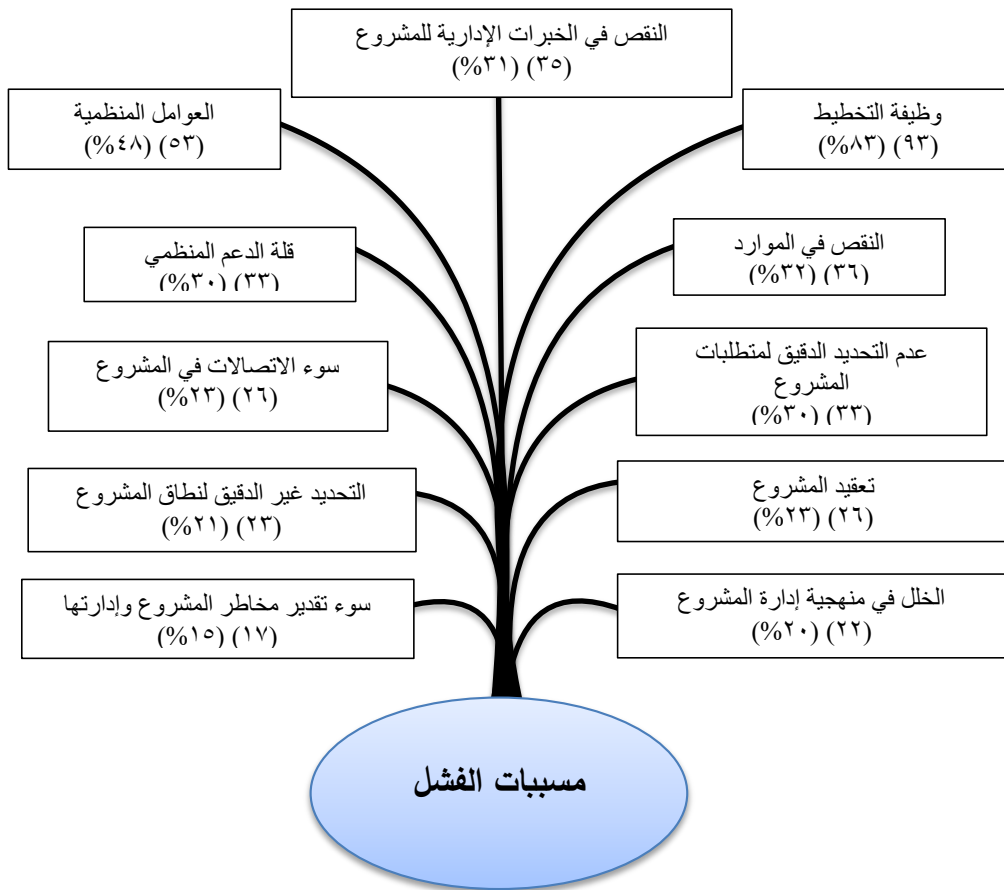 النقص في الخبرات الإدارية للمشروع
(٣٥) (٣١%)
وظيفة التخطيط
(٩٣) (٨٣%)
العوامل المنظمية
(٥٣) (٤٨%)
النقص في الموارد
(٣٦) (٣٢%)
قلة الدعم المنظمي
(٣٣) (٣٠%)
عدم التحديد الدقيق لمتطلبات
المشروع
(٣٣) (٣٠%)
سوء الاتصالات في المشروع
(٢٦) (٢٣%)
تعقيد المشروع
(٢٦) (٢٣%)
التحديد غير الدقيق لنطاق المشروع
(٢٣) (٢١%)
الخلل في منهجية إدارة المشروع
(٢٢) (٢٠%)
سوء تقدير مخاطر المشروع وإدارتها
(١٧) (١٥%)
مسببات الفشل